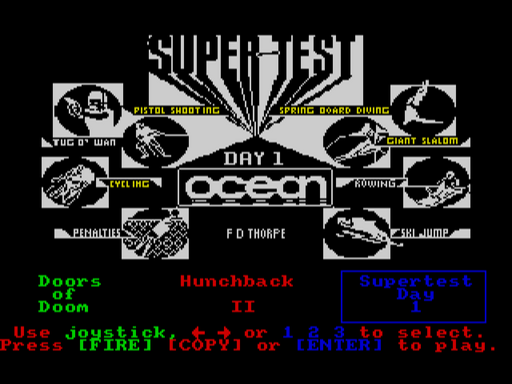 SUPER TEST
PISTOL SHOOTING
SPRING BOARD DIVING
TUG O' WAR
GIANT SLALOM
DAY 1
CYCLING
ocean
ROWING
PENALTIES
F D THORPE
SKI JUMP
Doors of Doom
Hunchback II
Supertest Day 1
Use joystick, ← → or 1 2 3 to select.
Press [FIRE] [COPY] or [ENTER] to play.